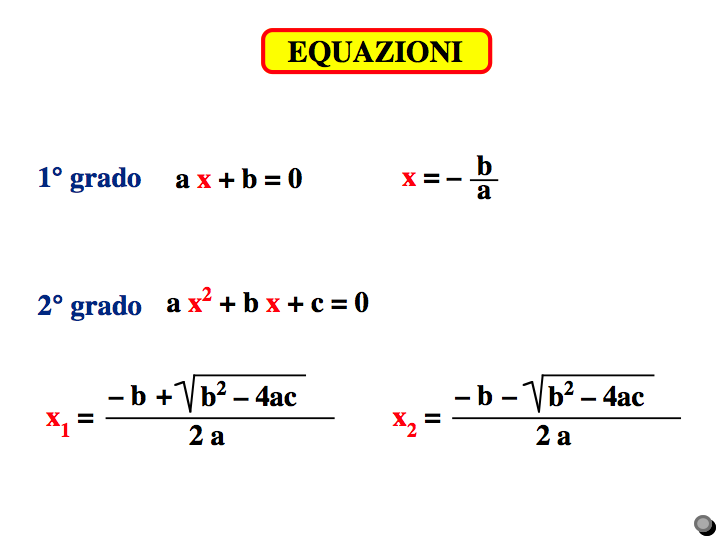 EQUAZIONI
1° grado a x + b = 0 x = – b/a
2° grado a x² + b x + c = 0
x₁ = (– b + √(b² – 4ac)) / 2 a x₂ = (– b – √(b² – 4ac)) / 2 a